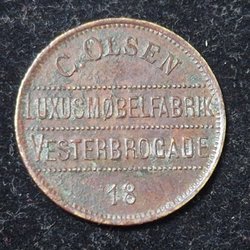 C. OLSEN
LUXUSMØBELFABRIK
VESTERBROGADE
18